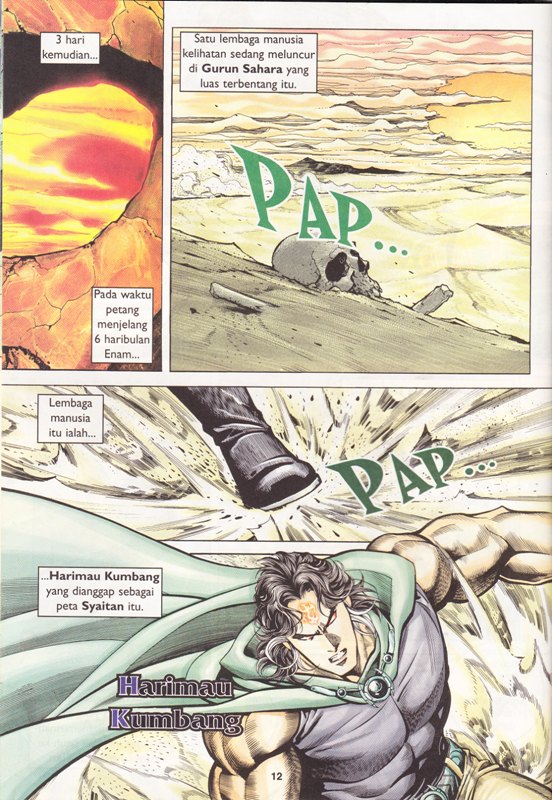 3 hari
kemudian...
Satu lembaga manusia
kelihatan sedang meluncur
di Gurun Sahara yang
luas terbentang itu.
PAP...
Pada waktu
petang
menjelang
6 haribulan
Enam...
Lembaga
manusia
itu ialah...
PAP...
...Harimau Kumbang
yang dianggap sebagai
peta Syaitan itu.
Harimau
Kumbang
12